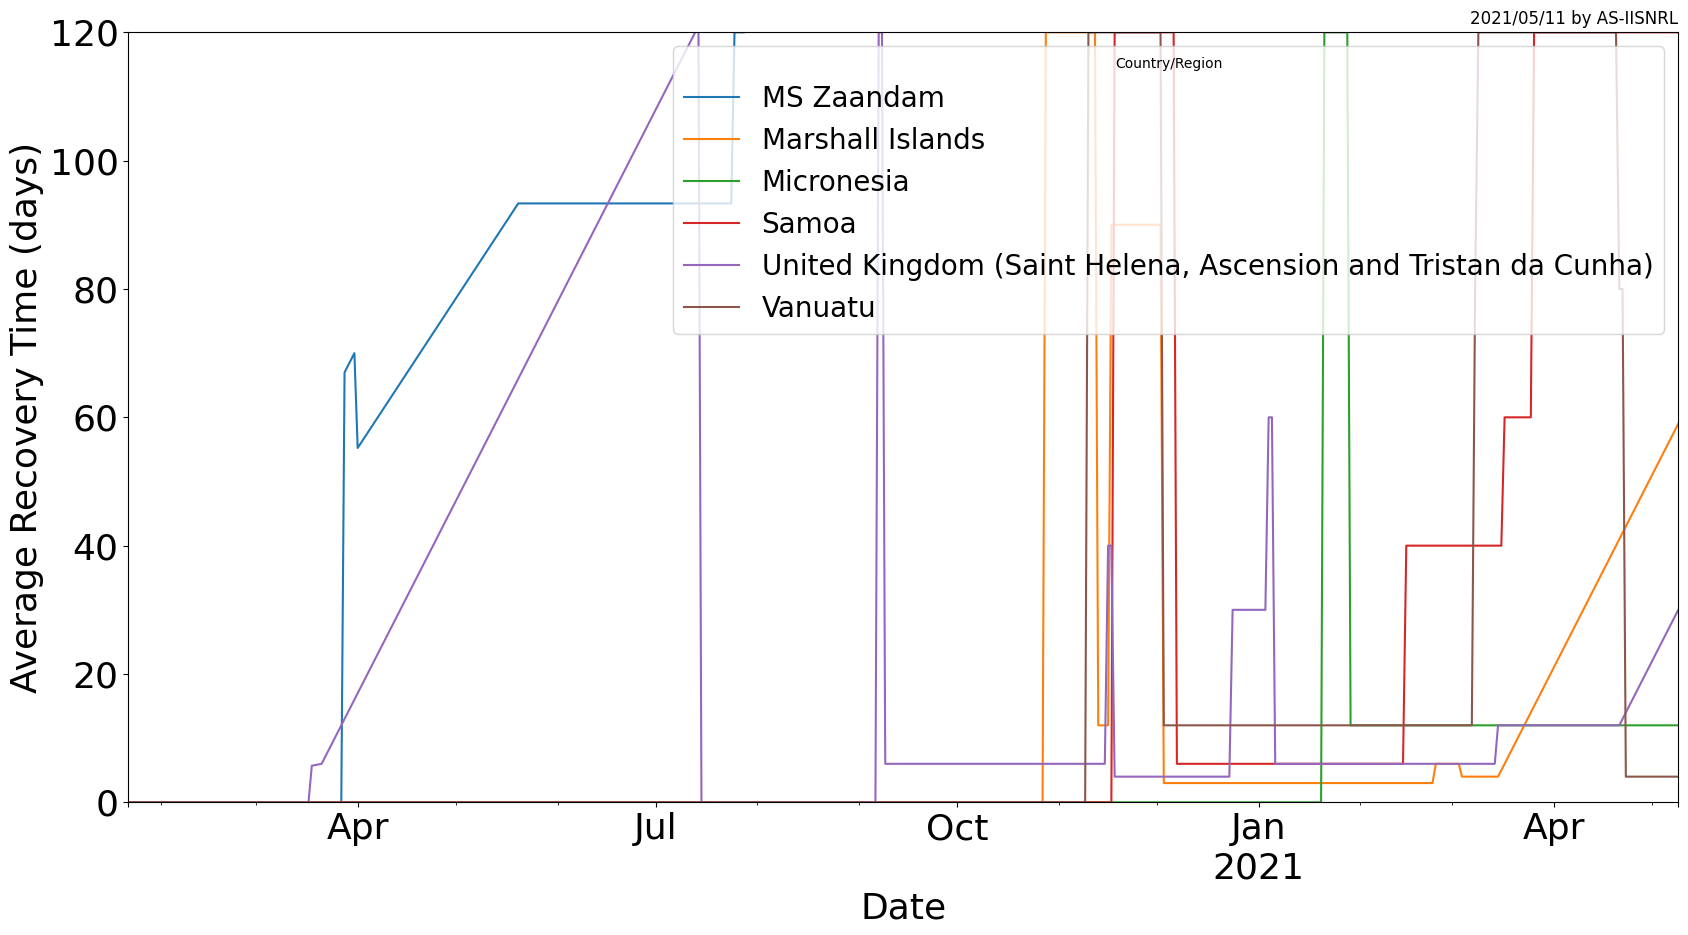 2021/05/11 by AS-IISNRL
120
100
80
60
40
20
0
Average Recovery Time (days)
Country/Region
MS Zaandam
Marshall Islands
Micronesia
Samoa
United Kingdom (Saint Helena, Ascension and Tristan da Cunha)
Vanuatu
Apr
Jul
Oct
Jan
2021
Apr
Date